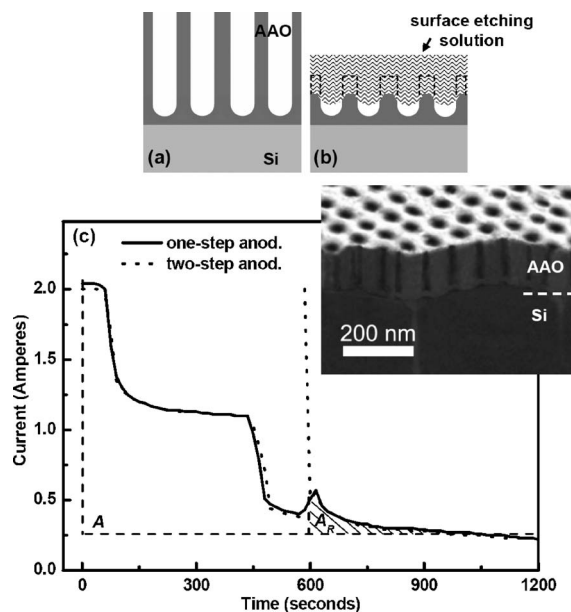 AAO
surface etching
solution
(a)
Si
(b)
(c)
one-step anod.
two-step anod.
AAO
Si
200 nm
Current (Amperes)
2.0
1.5
1.0
0.5
0.0
A
A_R
0
300
600
900
1200
Time (seconds)